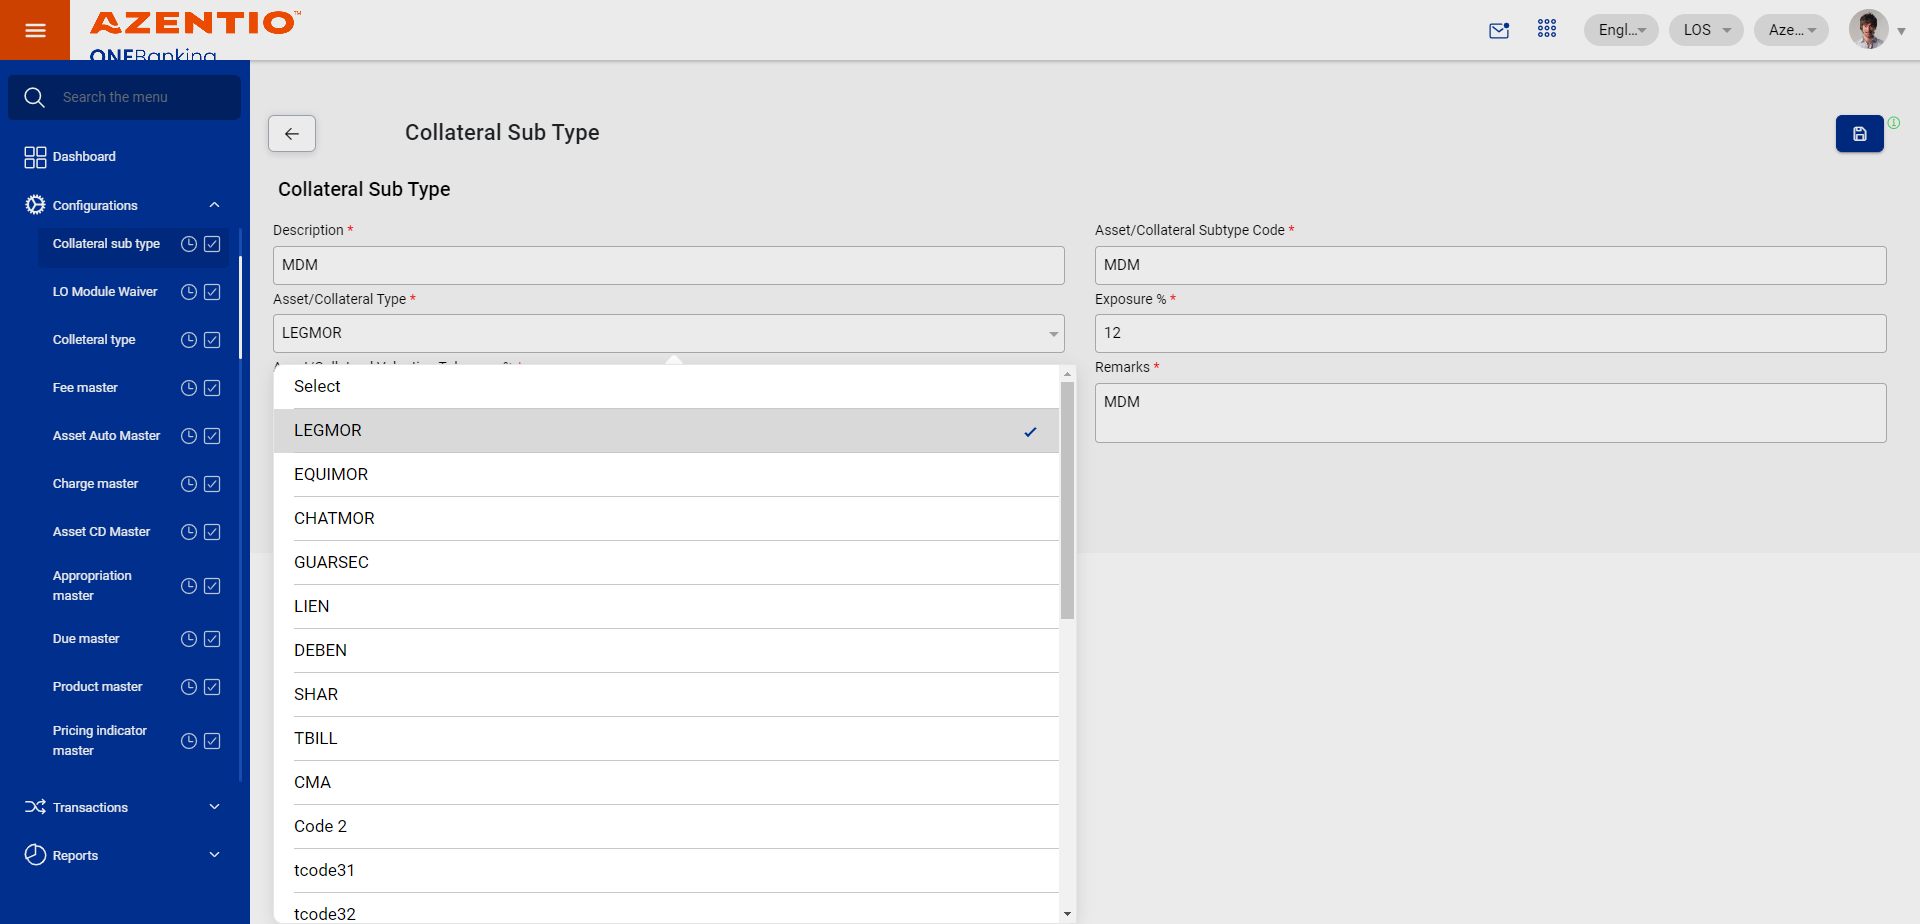 AZENTIO™
ONEBanking
Engl...
LOS
Aze...
Search the menu
Dashboard
Configurations
Collateral sub type
LO Module Waiver
Colleteral type
Fee master
Asset Auto Master
Charge master
Asset CD Master
Appropriation
master
Due master
Product master
Pricing indicator
master
Transactions
Reports
Collateral Sub Type
Collateral Sub Type
Description *
MDM
Asset/Collateral Subtype Code *
MDM
Asset/Collateral Type *
LEGMOR
Exposure % *
12
Remarks *
MDM
Select
LEGMOR
EQUIMOR
CHATMOR
GUARSEC
LIEN
DEBEN
SHAR
TBILL
CMA
Code 2
tcode31
tcode32